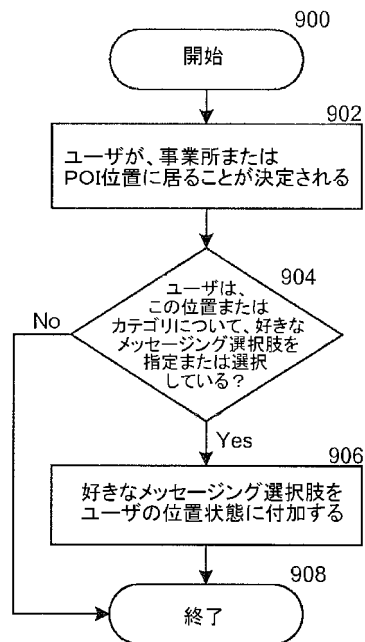 900
開始
902
ユーザが、事業所または
POI位置に居ることが決定される
904
ユーザは、
この位置または
カテゴリについて、好きな
メッセージング選択肢を
指定または選択
している？
No
Yes
906
好きなメッセージング選択肢を
ユーザの位置状態に付加する
908
終了